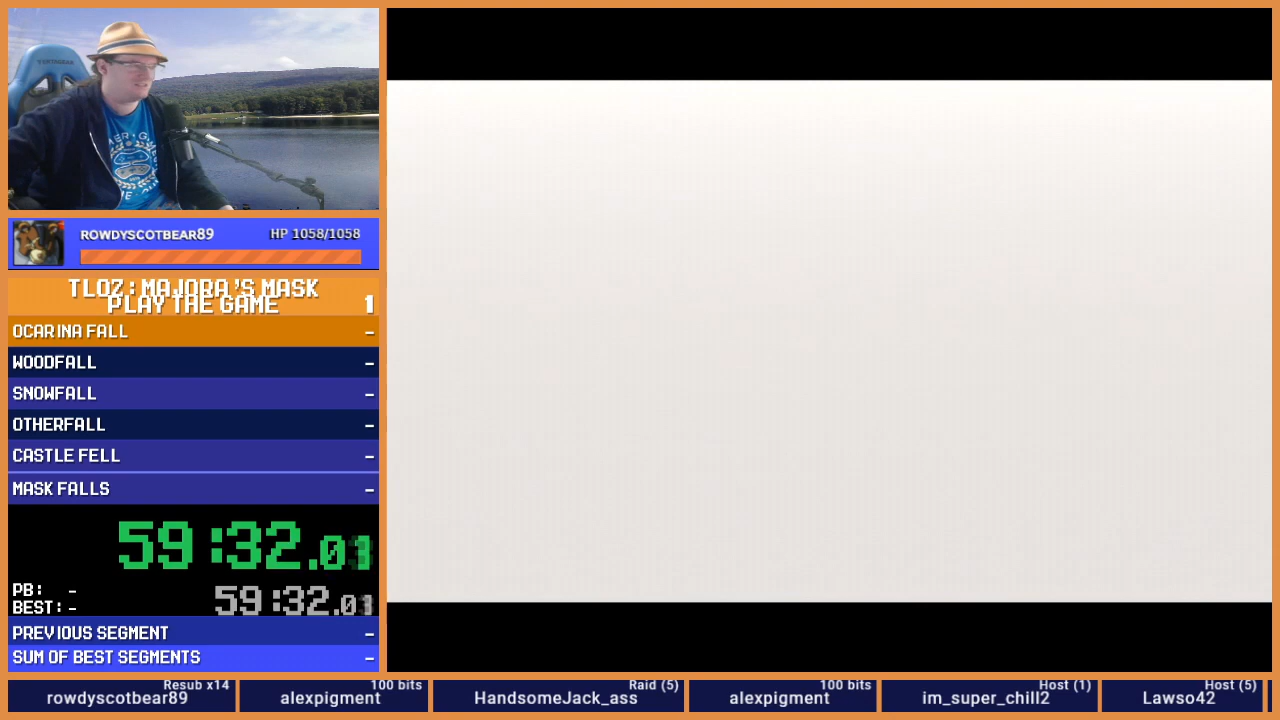 ROWDYSCOTBEAR89 HP 1058/1058
TLOZ: MAJORA'S MASK
PLAY THE GAME 1
OCARINA FALL –
WOODFALL –
SNOWFALL –
OTHERFALL –
CASTLE FELL –
MASK FALLS –
59:32.03
PB: –
BEST: – 59:32.03
PREVIOUS SEGMENT –
SUM OF BEST SEGMENTS –
Resub x14
rowdyscotbear89
100 bits
alexpigment
Raid (5)
HandsomeJack_ass
100 bits
alexpigment
Host (1)
im_super_chill2
Host (5)
Lawso42